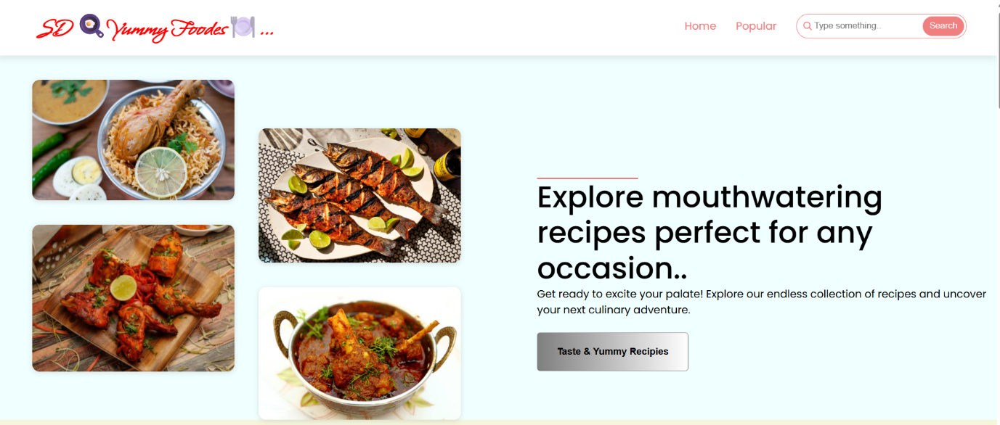 SD Yummy Foodes ...
Home
Popular
Type something..
Search
Explore mouthwatering
recipes perfect for any
occasion..
Get ready to excite your palate! Explore our endless collection of recipes and uncover
your next culinary adventure.
Taste & Yummy Recipies